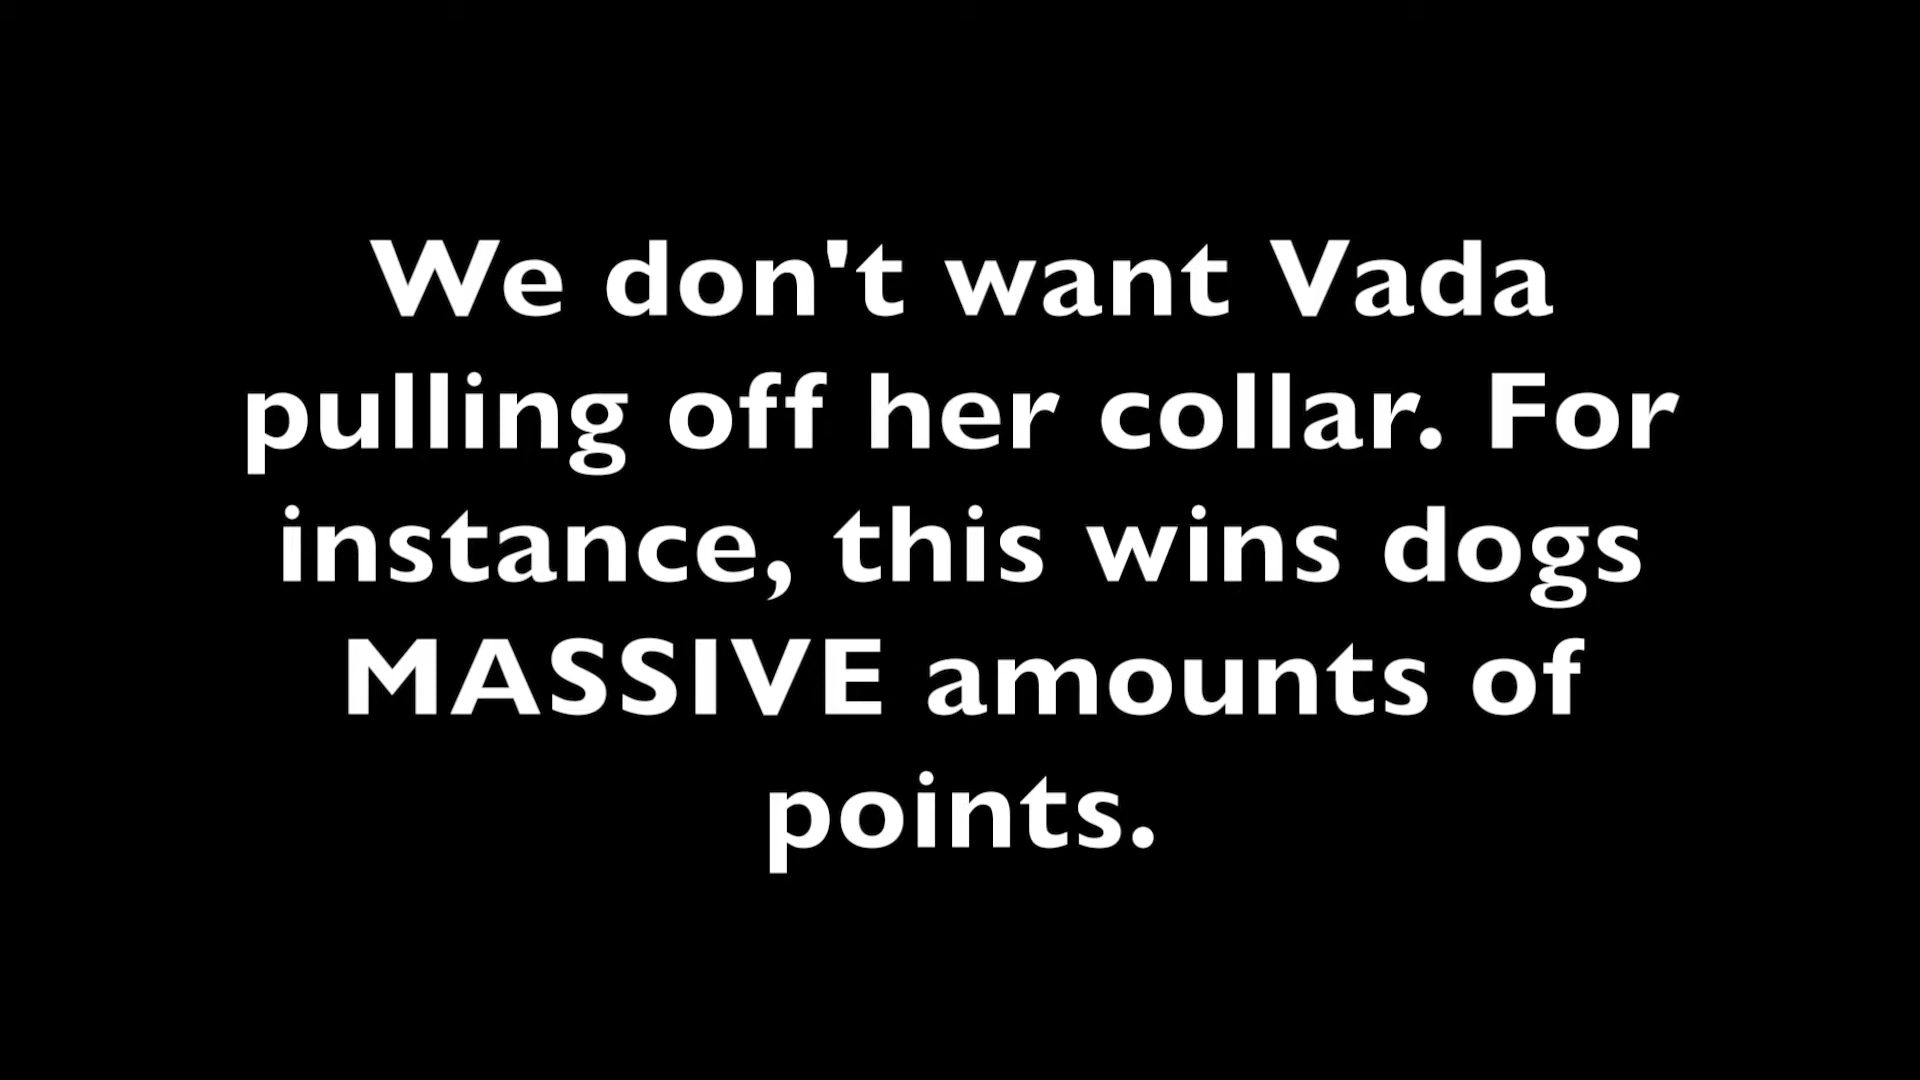 We don't want Vada
pulling off her collar. For
instance, this wins dogs
MASSIVE amounts of
points.